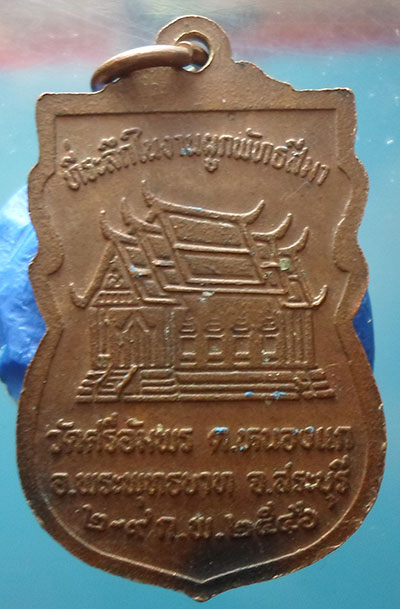 ที่ระลึกในงานผูกพัทธสีมา
วัดศรีอัมพร ต.หนองแก
อ.พระพุทธบาท จ.สระบุรี
๒-๙ ก.พ. ๒๕๔๖